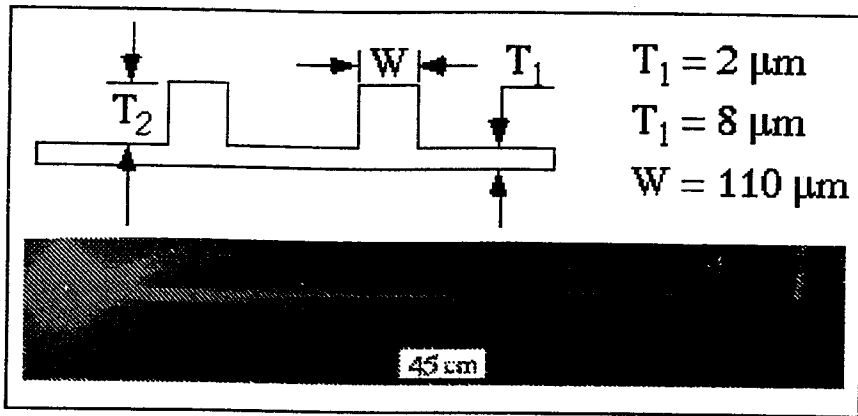 W
T₁
T₂
T₁ = 2 μm
T₁ = 8 μm
W = 110 μm
45 cm